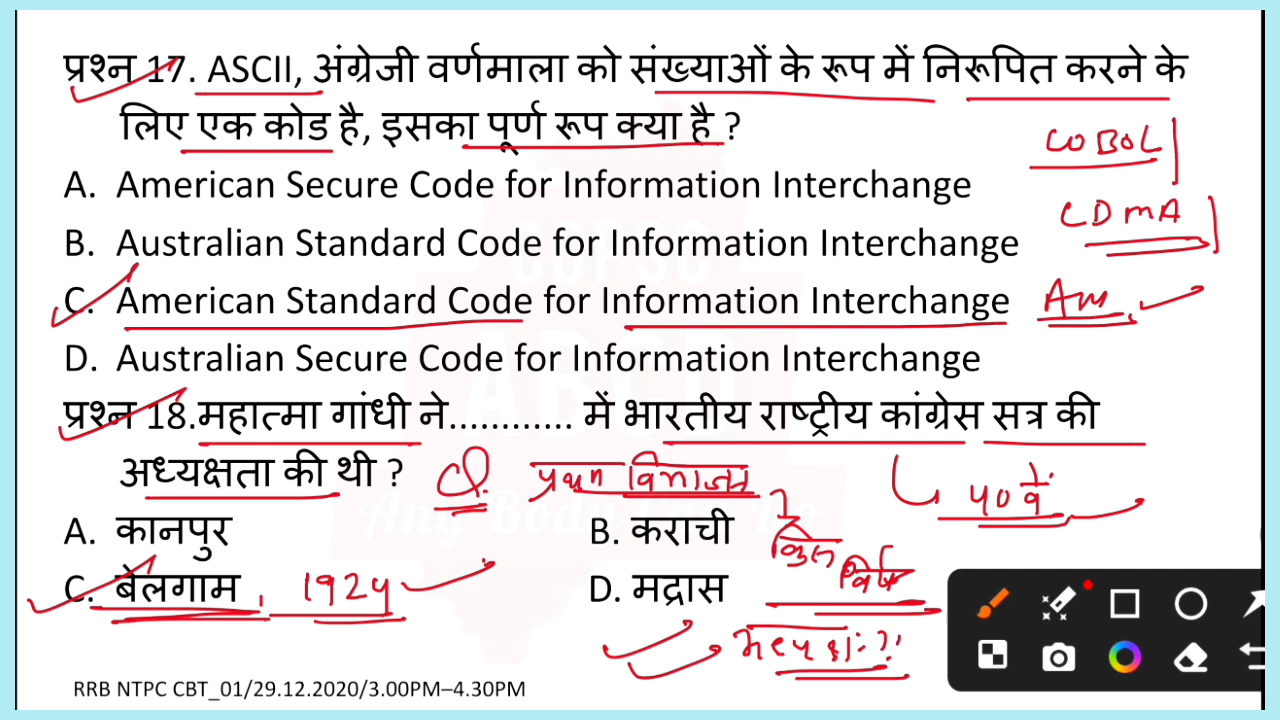 प्रश्न 17. ASCII, अंग्रेजी वर्णमाला को संख्याओं के रूप में निरूपित करने के
लिए एक कोड है, इसका पूर्ण रूप क्या है ?
COBOL
A. American Secure Code for Information Interchange
CDMA
B. Australian Standard Code for Information Interchange
C. American Standard Code for Information Interchange
Am
D. Australian Secure Code for Information Interchange
प्रश्न 18.महात्मा गांधी ने............ में भारतीय राष्ट्रीय कांग्रेस सत्र की
अध्यक्षता की थी ?
A. कानपुर
B. कराची
C. बेलगाम
1924
D. मद्रास
RRB NTPC CBT_01/29.12.2020/3.00PM–4.30PM